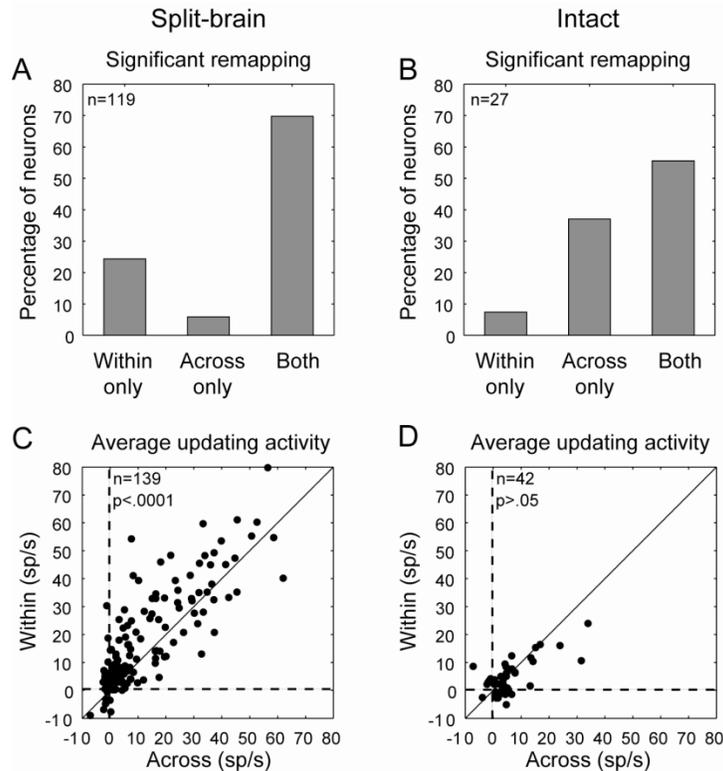 Split-brain
Intact
A
Significant remapping
B
Significant remapping
n=119
n=27
Percentage of neurons
80
70
60
50
40
30
20
10
0
Within only
Across only
Both
Percentage of neurons
80
70
60
50
40
30
20
10
0
Within only
Across only
Both
C
Average updating activity
D
Average updating activity
n=139
p<.0001
n=42
p>.05
Within (sp/s)
80
70
60
50
40
30
20
10
0
-10
-10 0 10 20 30 40 50 60 70 80
Across (sp/s)
Within (sp/s)
80
70
60
50
40
30
20
10
0
-10
-10 0 10 20 30 40 50 60 70 80
Across (sp/s)